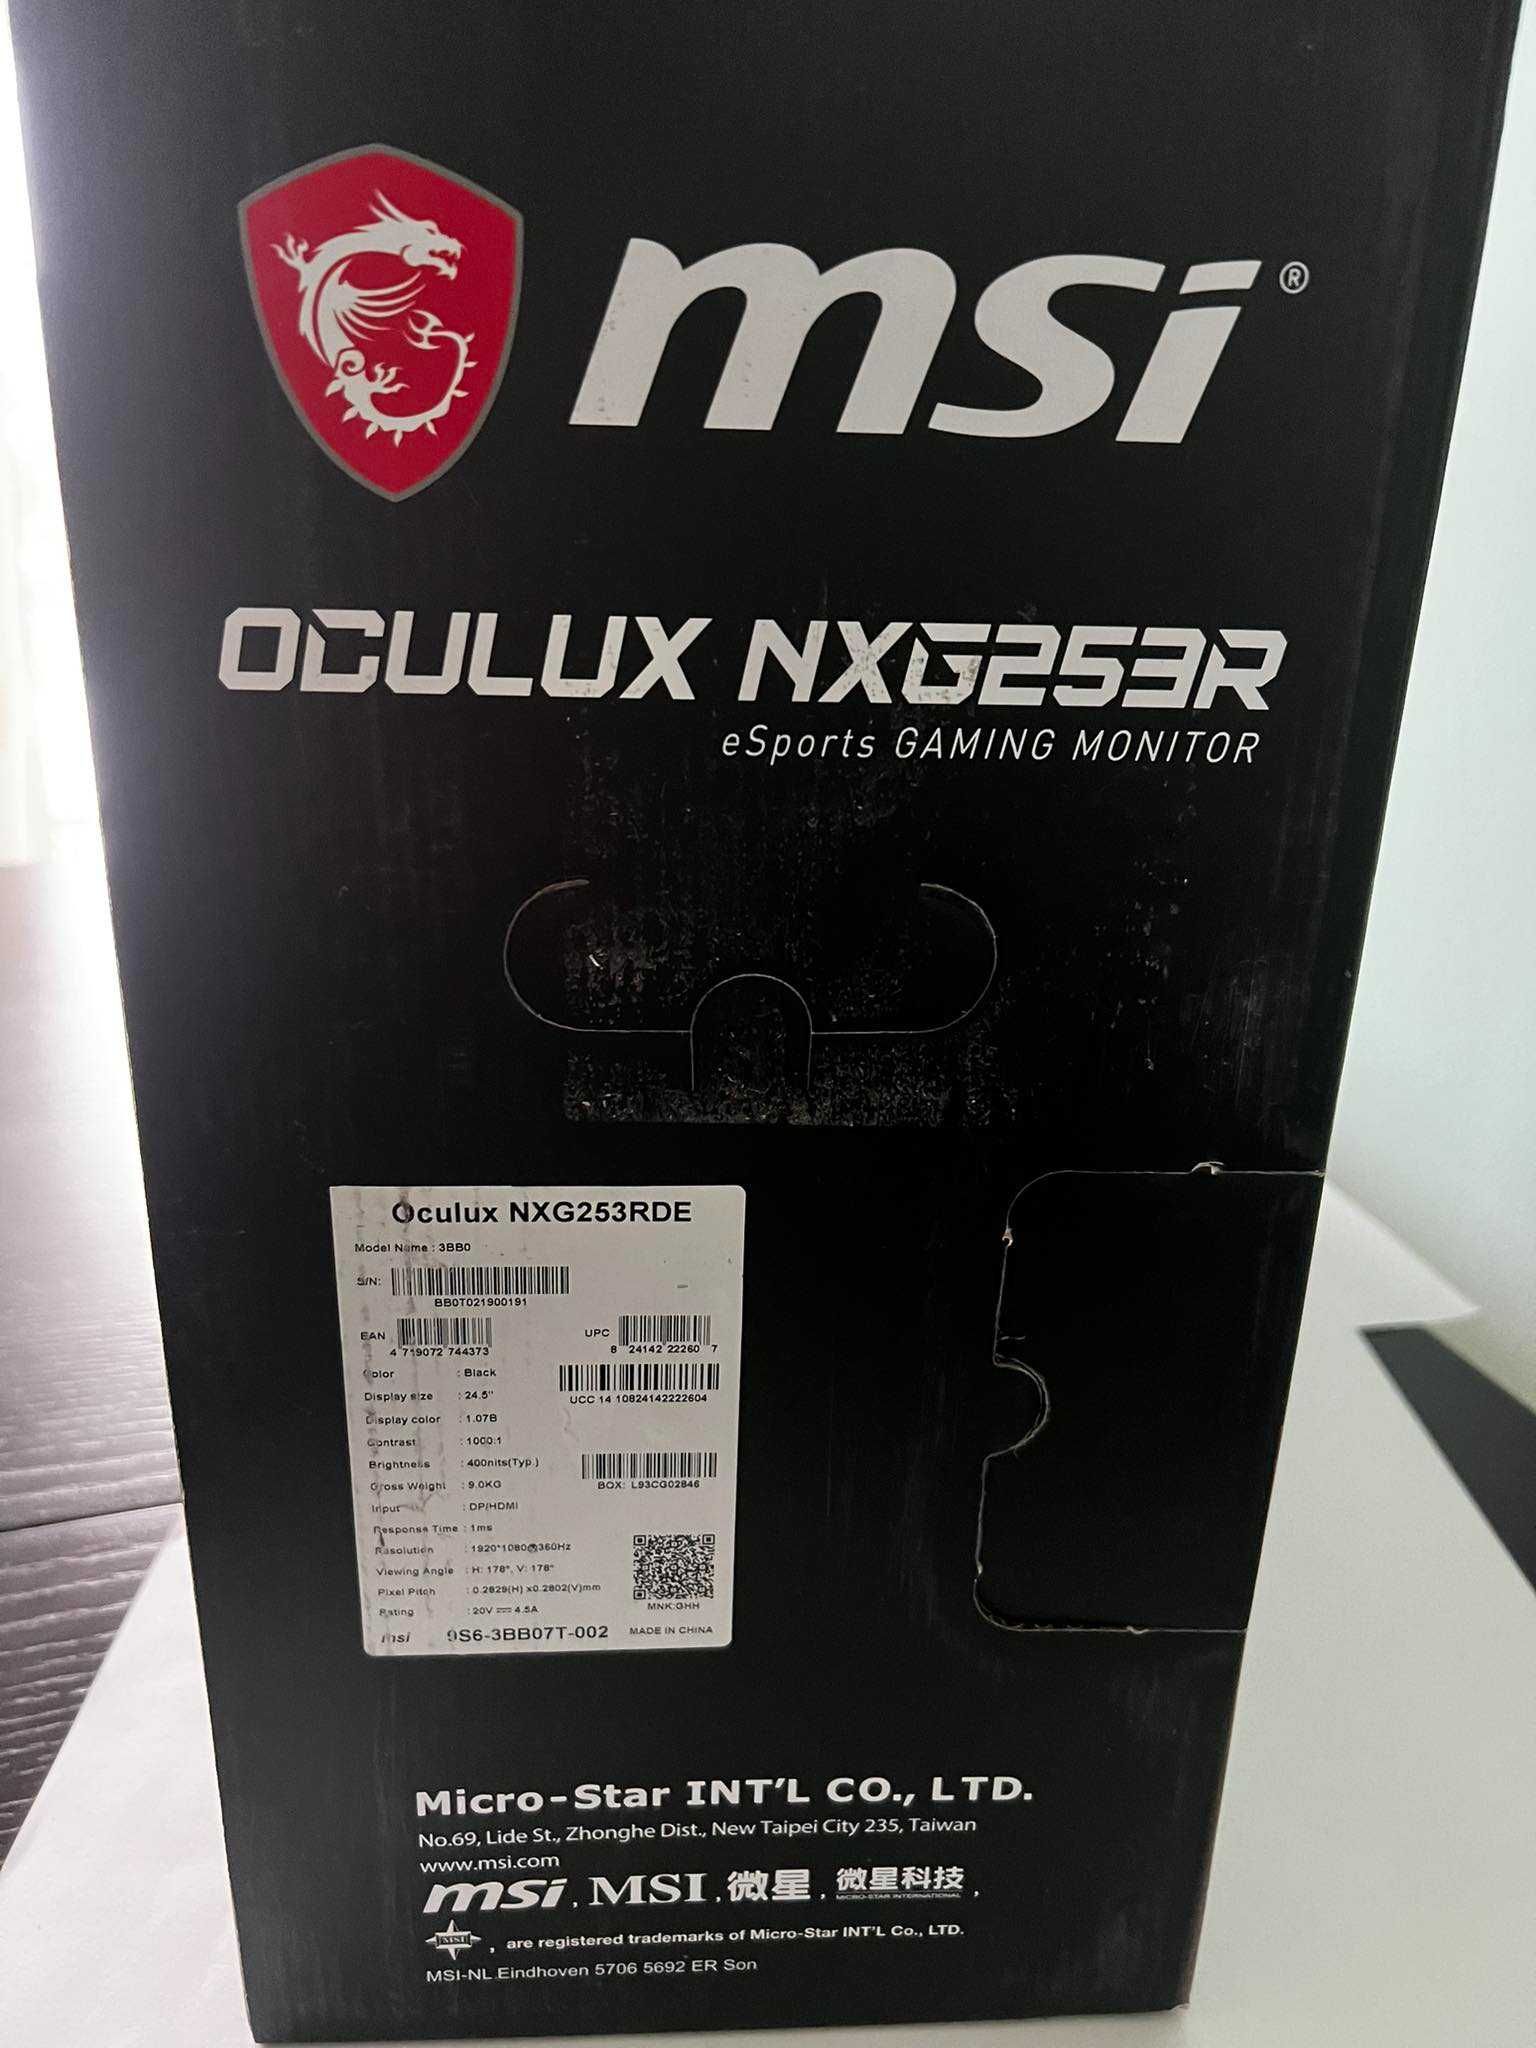 msi®
OCULUX NXG253R
eSports GAMING MONITOR
Oculux NXG253RDE
Model Name : 3BB0
S/N:
BB0T021900191
EAN
4 719072 744373
UPC
8 24142 22260 7
UCC 14 10824142222604
Color : Black
Display size : 24.5"
Display color : 1.07B
Contrast : 1000:1
Brightness : 400nits(Typ.)
BOX: L93CG02846
Gross Weight : 9.0KG
Input : DP/HDMI
Response Time : 1ms
Resolution : 1920*1080@360Hz
Viewing Angle : H: 178°, V: 178°
Pixel Pitch : 0.2829(H) x0.2802(V)mm
Rating : 20V ⎓ 4.5A
MNK:GHH
msi 9S6-3BB07T-002 MADE IN CHINA
Micro-Star INT'L CO., LTD.
No.69, Lide St., Zhonghe Dist., New Taipei City 235, Taiwan
www.msi.com
msi, MSI, 微星, 微星科技,
MICRO-STAR INTERNATIONAL
MSI, are registered trademarks of Micro-Star INT'L Co., LTD.
MSI-NL Eindhoven 5706 5692 ER Son